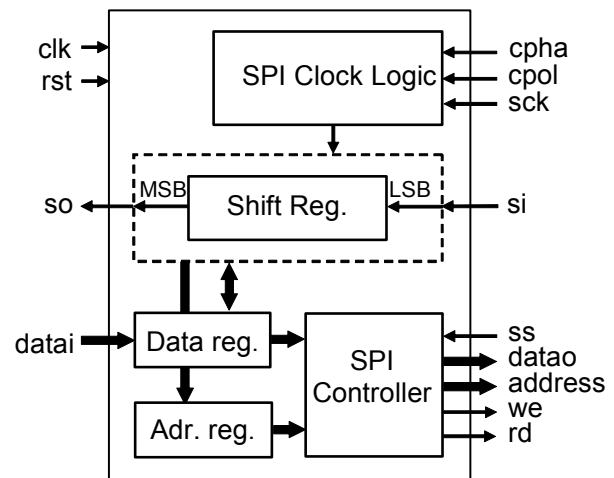 clk
rst
SPI Clock Logic
cpha
cpol
sck
so
MSB
Shift Reg.
LSB
si
datai
Data reg.
Adr. reg.
SPI
Controller
ss
datao
address
we
rd